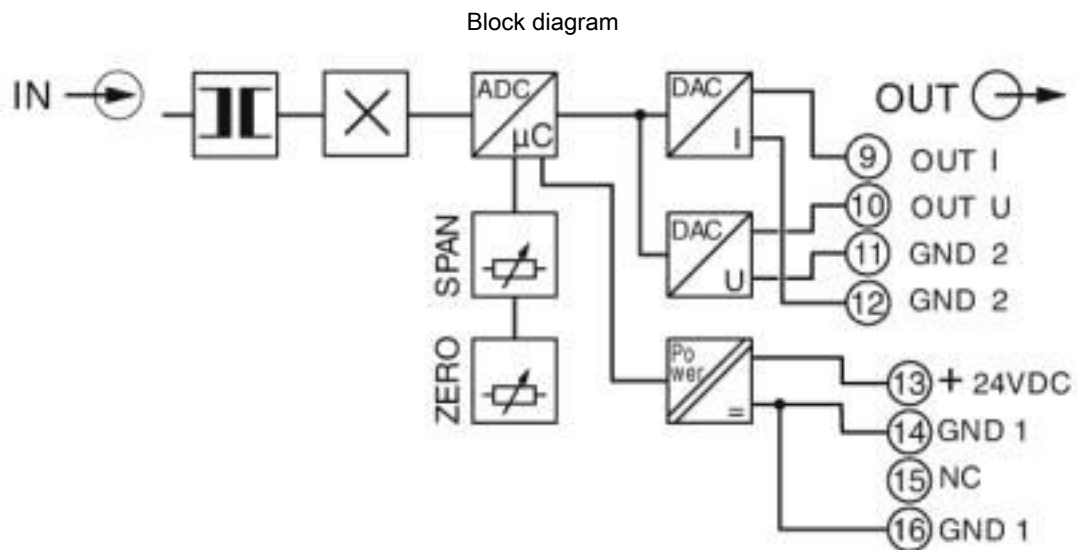 Block diagram
IN
OUT
ADC
µC
DAC
I
9 OUT I
10 OUT U
SPAN
DAC
U
11 GND 2
12 GND 2
ZERO
Po
wer
=
13 + 24VDC
14 GND 1
15 NC
16 GND 1